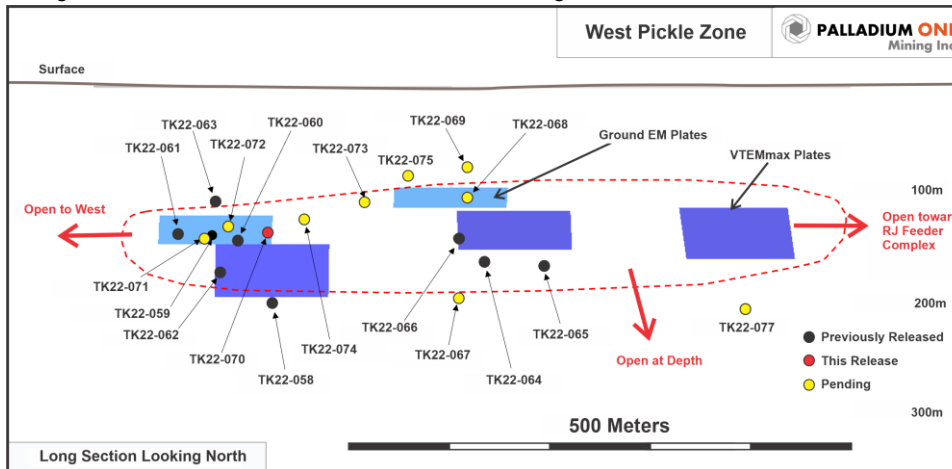 West Pickle Zone
PALLADIUM ONE
Mining Inc
Surface
TK22-063
TK22-060
TK22-069
TK22-061
TK22-072
TK22-073
TK22-068
TK22-075
Ground EM Plates
VTEMmax Plates
100m
Open to West
Open towar
RJ Feeder
Complex
TK22-071
TK22-059
TK22-062
TK22-070
TK22-058
TK22-074
TK22-066
TK22-067
TK22-064
TK22-065
Open at Depth
TK22-077
200m
Previously Released
This Release
Pending
300m
500 Meters
Long Section Looking North